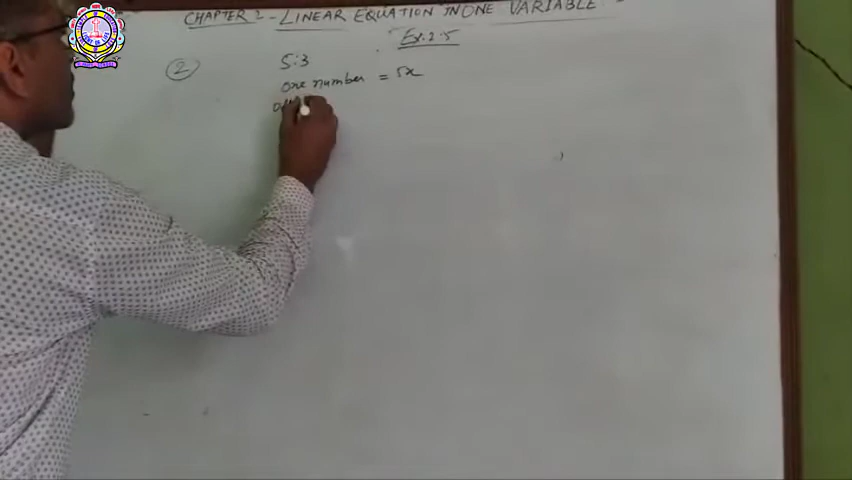 CHAPTER 2 - LINEAR EQUATION IN ONE VARIABLE
Ex: 2.5
2
5:3
one number = 5x